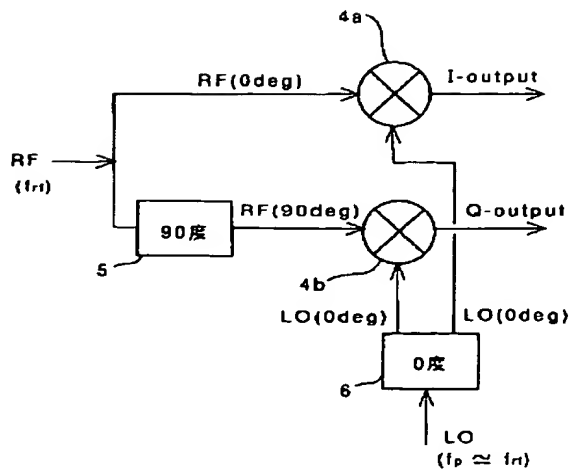 4a
RF(0deg)
I-output
RF
(frf)
90度
5
RF(90deg)
Q-output
4b
LO(0deg)
LO(0deg)
0度
6
LO
(fp ≃ frf)